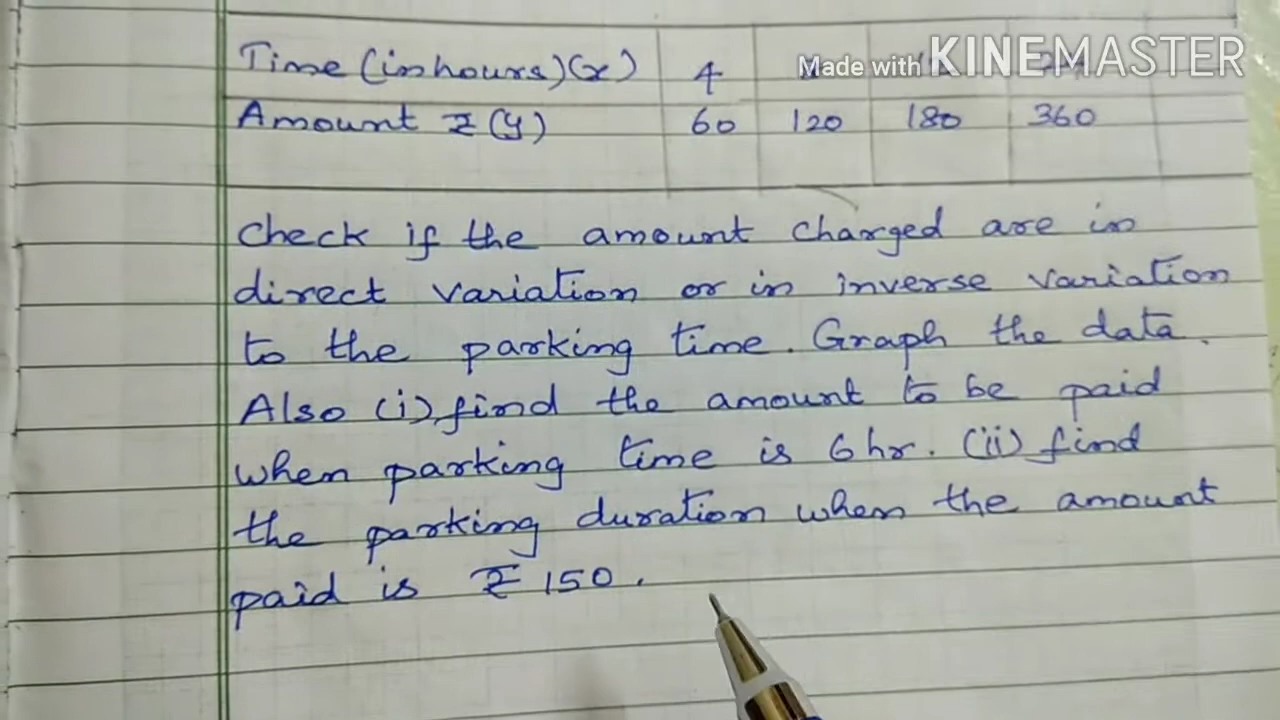 Time (in hours) (x) 4
Made with KINEMASTER
Amount ₹ (y) 60 120 180 360
Check if the amount charged are in
direct variation or in inverse variation
to the parking time. Graph the data.
Also (i) find the amount to be paid
when parking time is 6 hr. (ii) find
the parking duration when the amount
paid is ₹ 150.